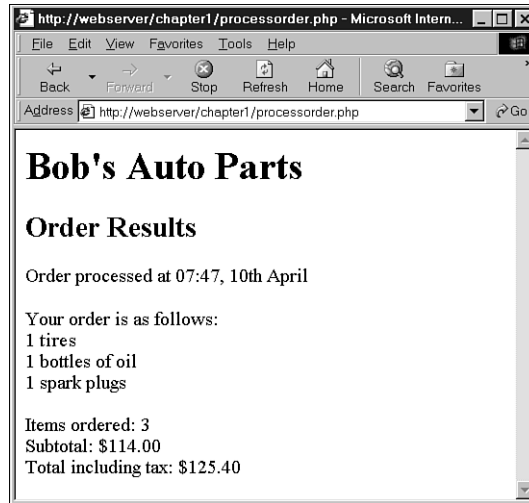 http://webserver/chapter1/processorder.php - Microsoft Intern...
File Edit View Favorites Tools Help
Back Forward Stop Refresh Home Search Favorites
Address http://webserver/chapter1/processorder.php Go
Bob's Auto Parts
Order Results
Order processed at 07:47, 10th April
Your order is as follows:
1 tires
1 bottles of oil
1 spark plugs
Items ordered: 3
Subtotal: $114.00
Total including tax: $125.40